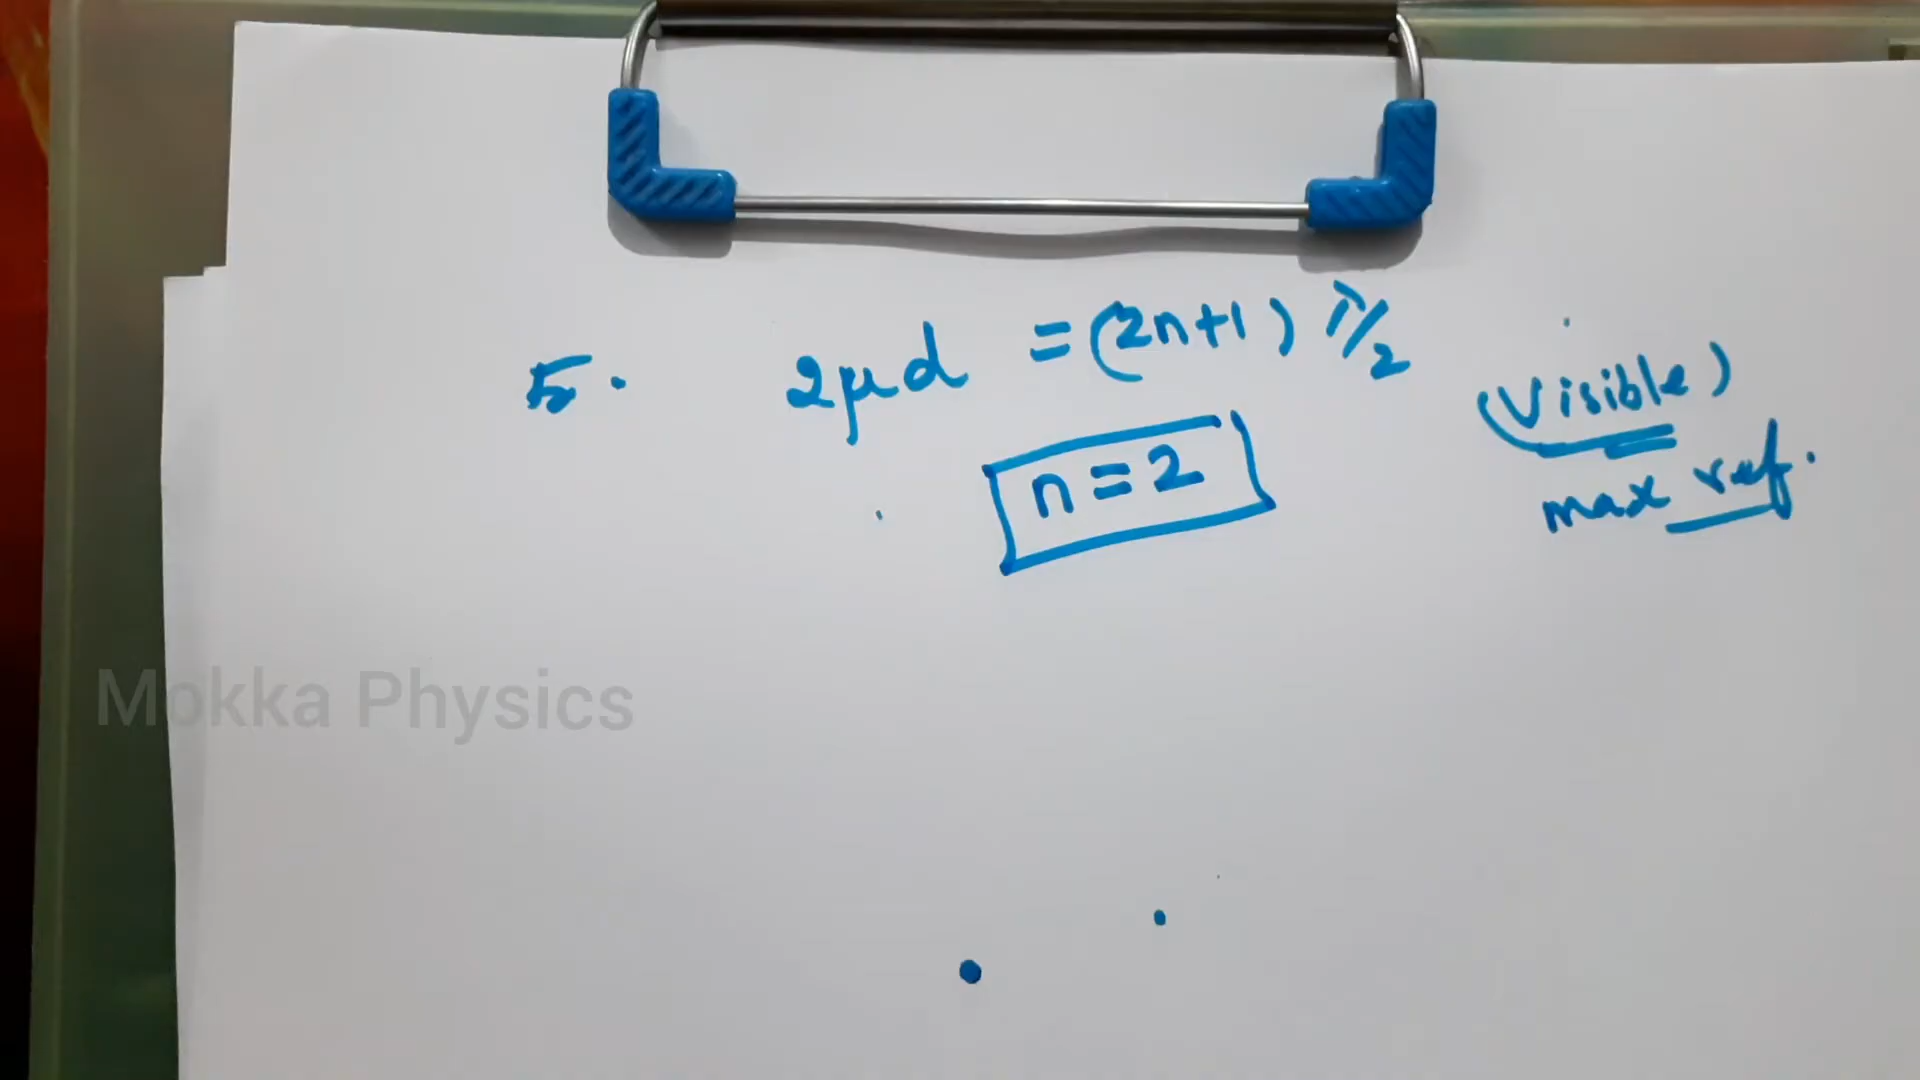 5. 2μd = (2n+1) λ/2
(Visible)
n=2
max ref.
Mokka Physics